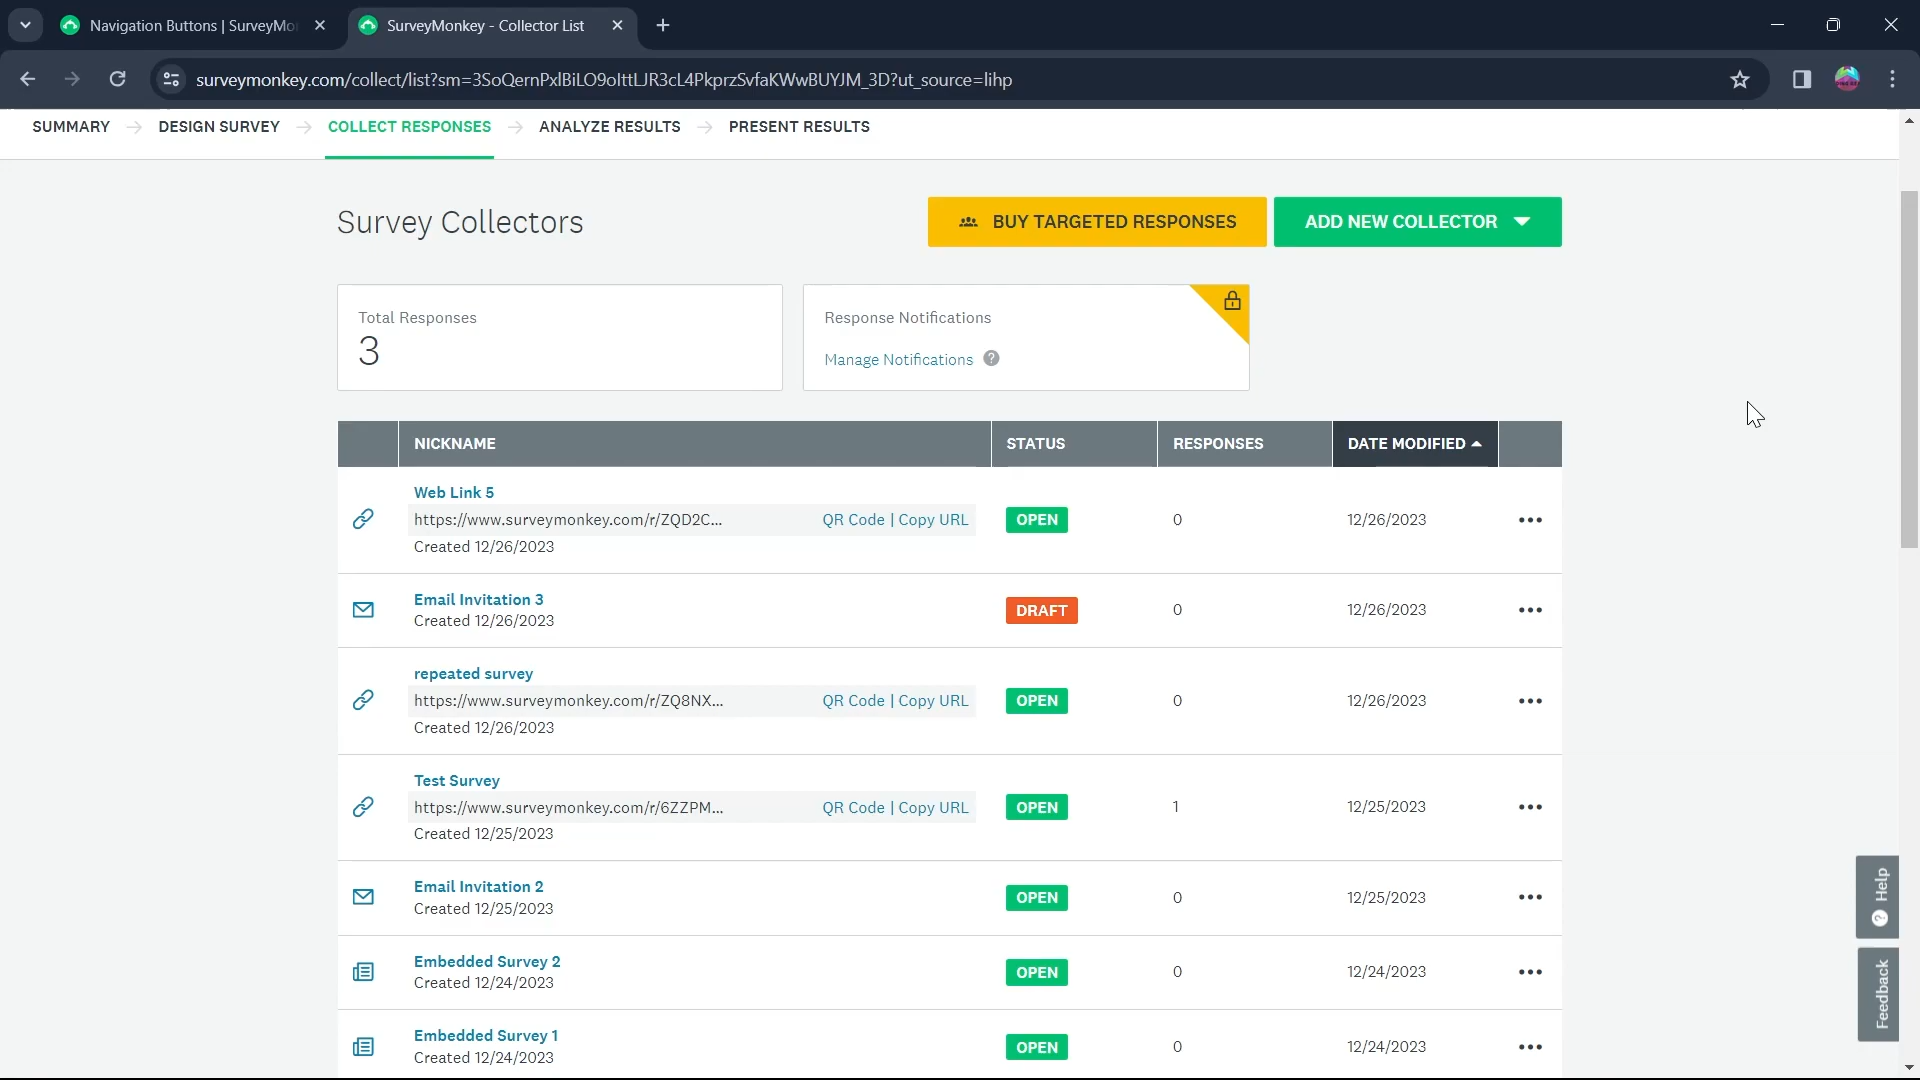 Navigation Buttons | SurveyMo
SurveyMonkey - Collector List
surveymonkey.com/collect/list?sm=3SoQernPxlBiLO9olttLJR3cL4PkprzSvfaKWwBUYJM_3D?ut_source=lihp
SUMMARY
DESIGN SURVEY
COLLECT RESPONSES
ANALYZE RESULTS
PRESENT RESULTS
Survey Collectors
BUY TARGETED RESPONSES
ADD NEW COLLECTOR
Total Responses
3
Response Notifications
Manage Notifications ?
NICKNAME STATUS RESPONSES DATE MODIFIED
Web Link 5
https://www.surveymonkey.com/r/ZQD2C... QR Code | Copy URL OPEN 0 12/26/2023
Created 12/26/2023
Email Invitation 3
DRAFT 0 12/26/2023
Created 12/26/2023
repeated survey
https://www.surveymonkey.com/r/ZQ8NX... QR Code | Copy URL OPEN 0 12/26/2023
Created 12/26/2023
Test Survey
https://www.surveymonkey.com/r/6ZZPM... QR Code | Copy URL OPEN 1 12/25/2023
Created 12/25/2023
Email Invitation 2
OPEN 0 12/25/2023
Created 12/25/2023
Embedded Survey 2
OPEN 0 12/24/2023
Created 12/24/2023
Embedded Survey 1
OPEN 0 12/24/2023
Created 12/24/2023
? Help
Feedback